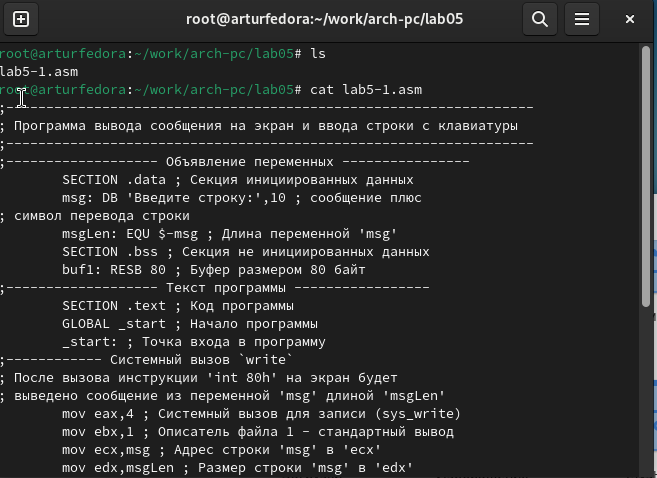 root@arturfedora:~/work/arch-pc/lab05
root@arturfedora:~/work/arch-pc/lab05# ls
lab5-1.asm
root@arturfedora:~/work/arch-pc/lab05# cat lab5-1.asm
;---------------------------------------------------------------
; Программа вывода сообщения на экран и ввода строки с клавиатуры
;---------------------------------------------------------------
;------------------ Объявление переменных ----------------
SECTION .data ; Секция инициированных данных
msg: DB 'Введите строку:',10 ; сообщение плюс
; символ перевода строки
msgLen: EQU $-msg ; Длина переменной 'msg'
SECTION .bss ; Секция не инициированных данных
buf1: RESB 80 ; Буфер размером 80 байт
;------------------ Текст программы -----------------
SECTION .text ; Код программы
GLOBAL _start ; Начало программы
_start: ; Точка входа в программу
;------------ Системный вызов `write`
; После вызова инструкции 'int 80h' на экран будет
; выведено сообщение из переменной 'msg' длиной 'msgLen'
mov eax,4 ; Системный вызов для записи (sys_write)
mov ebx,1 ; Описатель файла 1 - стандартный вывод
mov ecx,msg ; Адрес строки 'msg' в 'ecx'
mov edx,msgLen ; Размер строки 'msg' в 'edx'